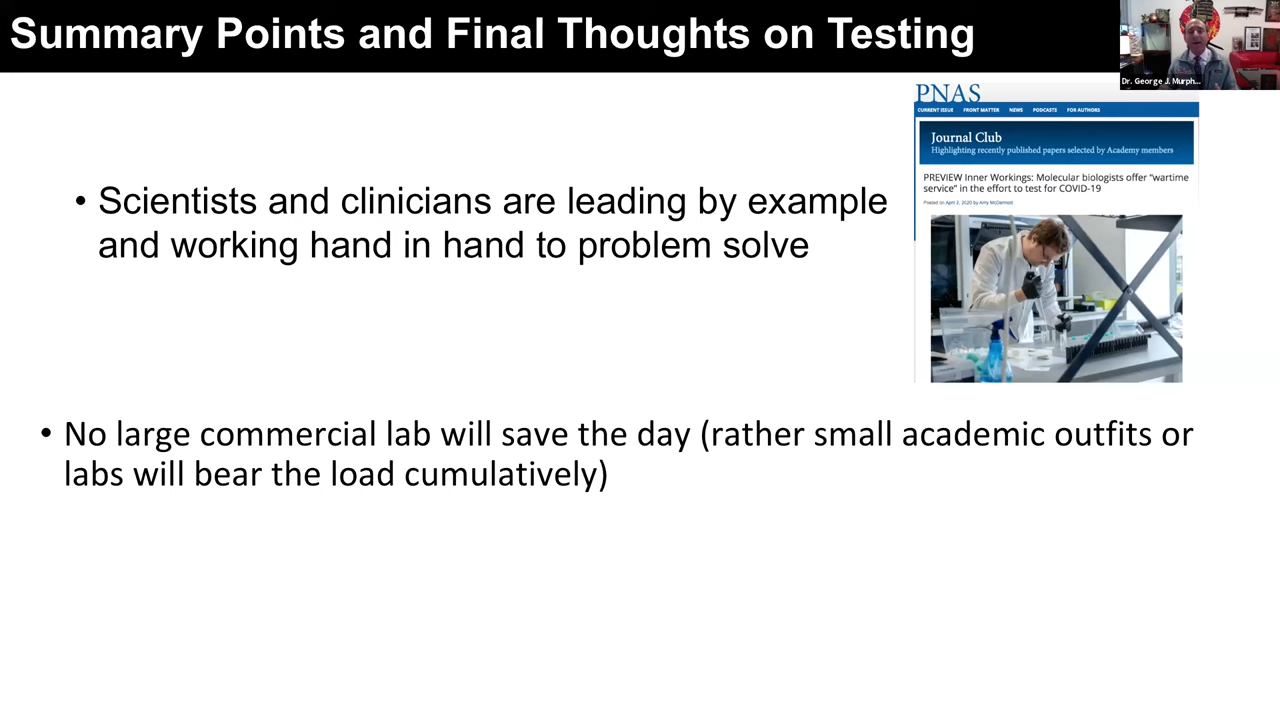 Summary Points and Final Thoughts on Testing
Dr. George J. Murph...
PNAS
CURRENT ISSUE FRONT MATTER NEWS PODCASTS FOR AUTHORS
Journal Club
Highlighting recently published papers selected by Academy members
PREVIEW Inner Workings: Molecular biologists offer “wartime
service” in the effort to test for COVID-19
Posted on April 2, 2020 by Amy McDermott
• Scientists and clinicians are leading by example
and working hand in hand to problem solve
• No large commercial lab will save the day (rather small academic outfits or
labs will bear the load cumulatively)